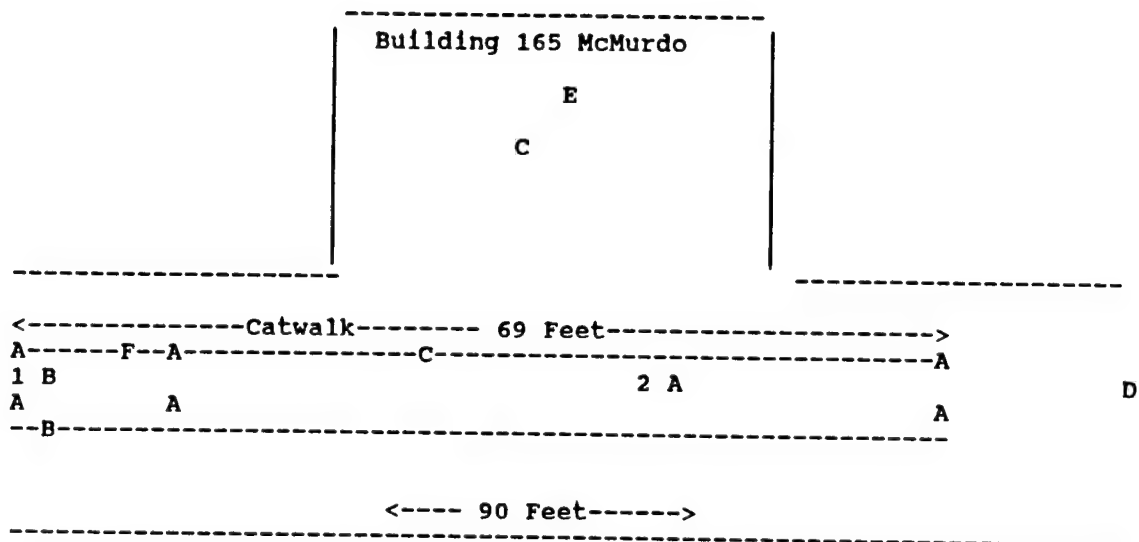 Building 165 McMurdo
E
C
<--------------Catwalk-------- 69 Feet--------------------->
A------F--A----------------C--------------------------------A
1 B 2 A D
A A A
--B----------------------------------------------------------
<---- 90 Feet------>